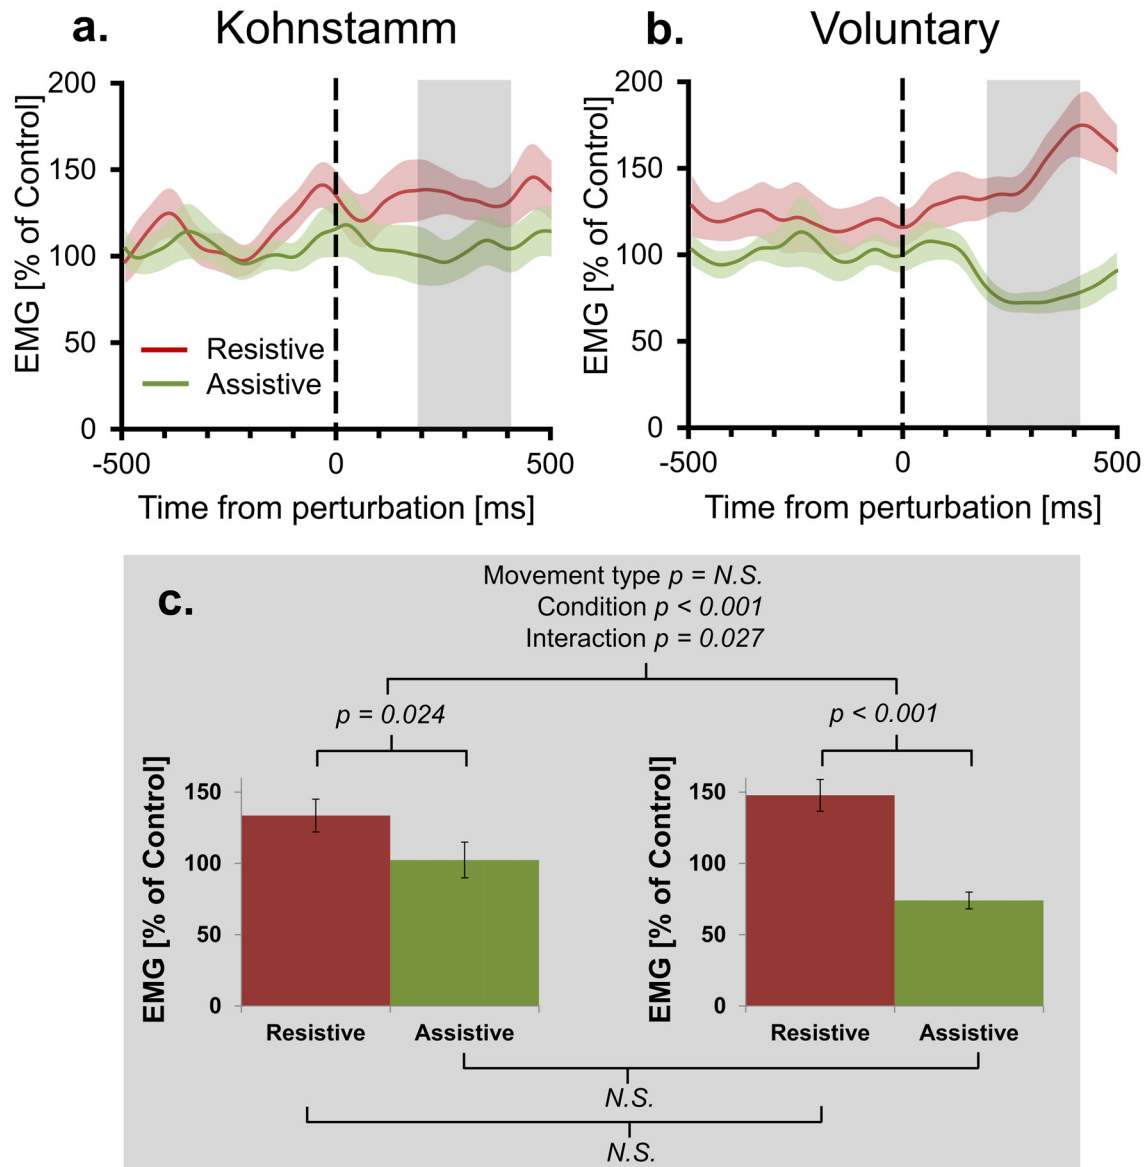 a. Kohnstamm
b. Voluntary
EMG [% of Control]
200
150
100
50
0
Resistive
Assistive
-500 0 500
Time from perturbation [ms]
EMG [% of Control]
200
150
100
50
0
-500 0 500
Time from perturbation [ms]
c.
Movement type p = N.S.
Condition p < 0.001
Interaction p = 0.027
p = 0.024
p < 0.001
EMG [% of Control]
150
100
50
0
Resistive Assistive
EMG [% of Control]
150
100
50
0
Resistive Assistive
N.S.
N.S.